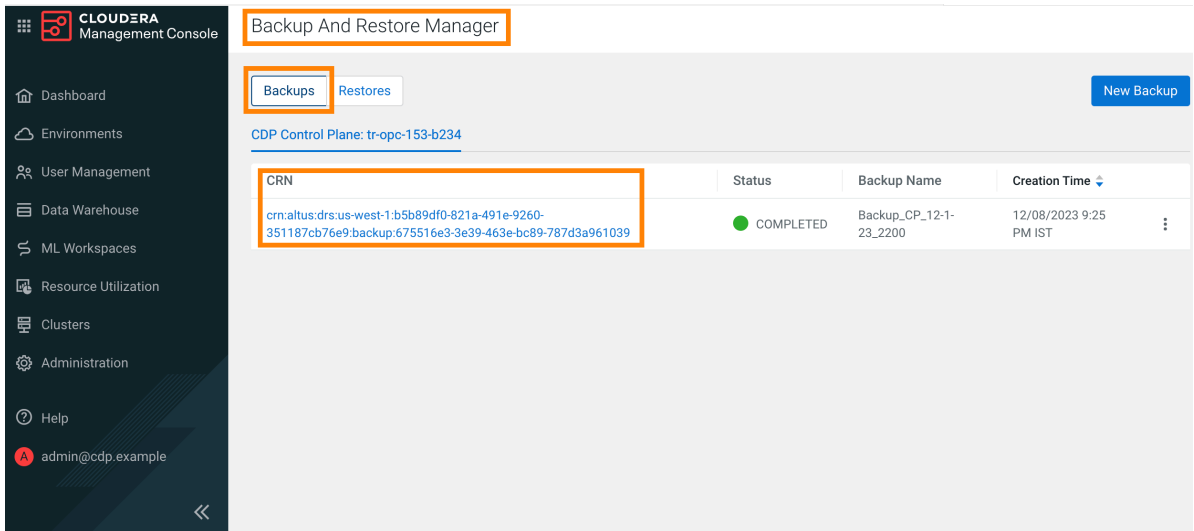 CLOUDERA
Management Console
Backup And Restore Manager
Dashboard
Environments
User Management
Data Warehouse
ML Workspaces
Resource Utilization
Clusters
Administration
Help
A admin@cdp.example
Backups Restores
New Backup
CDP Control Plane: tr-opc-153-b234
CRN Status Backup Name Creation Time
crn:altus:drs:us-west-1:b5b89df0-821a-491e-9260-
351187cb76e9:backup:675516e3-3e39-463e-bc89-787d3a961039
COMPLETED
Backup_CP_12-1-
23_2200
12/08/2023 9:25
PM IST